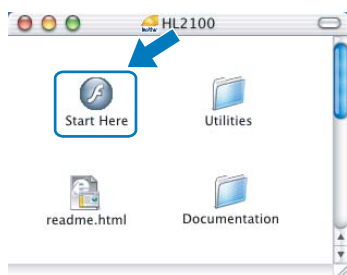 HL2100
Start Here
Utilities
readme.html
Documentation